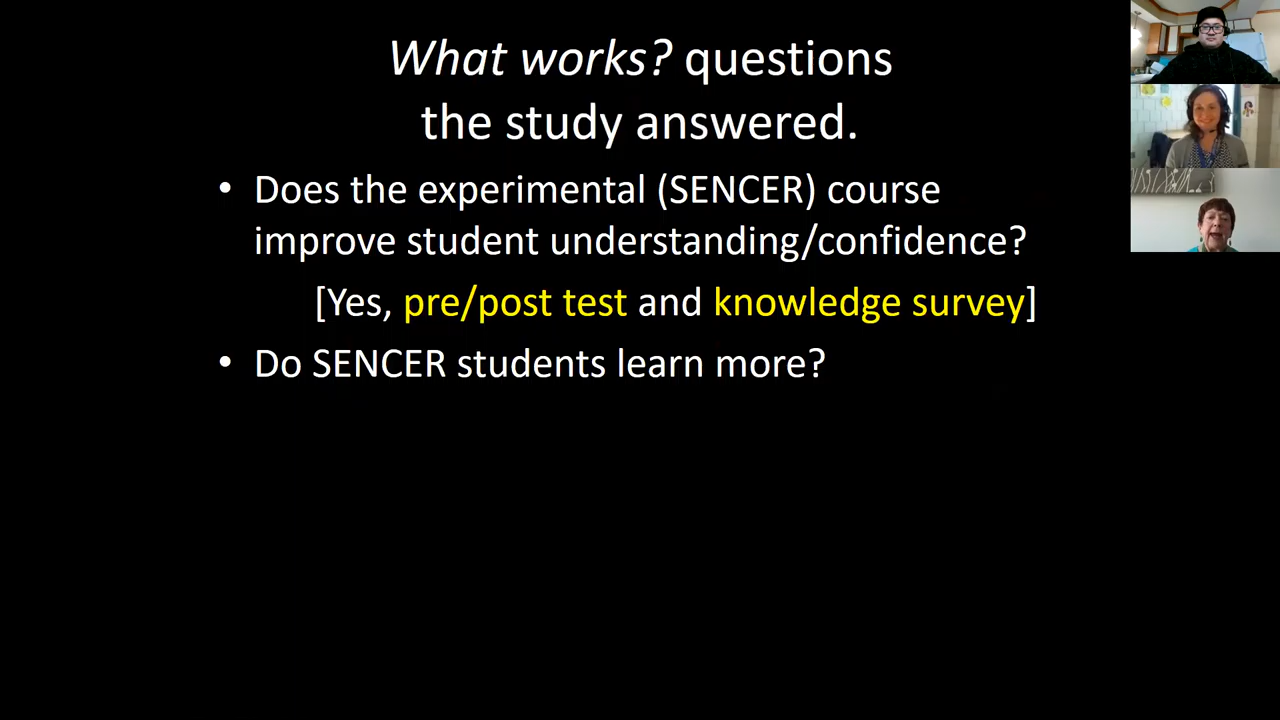 What works? questions
the study answered.
• Does the experimental (SENCER) course
improve student understanding/confidence?
[Yes, pre/post test and knowledge survey]
• Do SENCER students learn more?